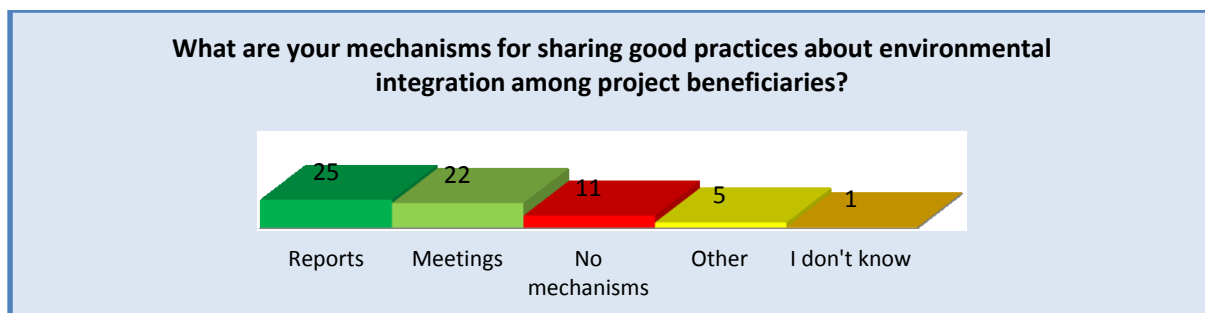 What are your mechanisms for sharing good practices about environmental
integration among project beneficiaries?
25 22 11 5 1
Reports Meetings No mechanisms Other I don't know